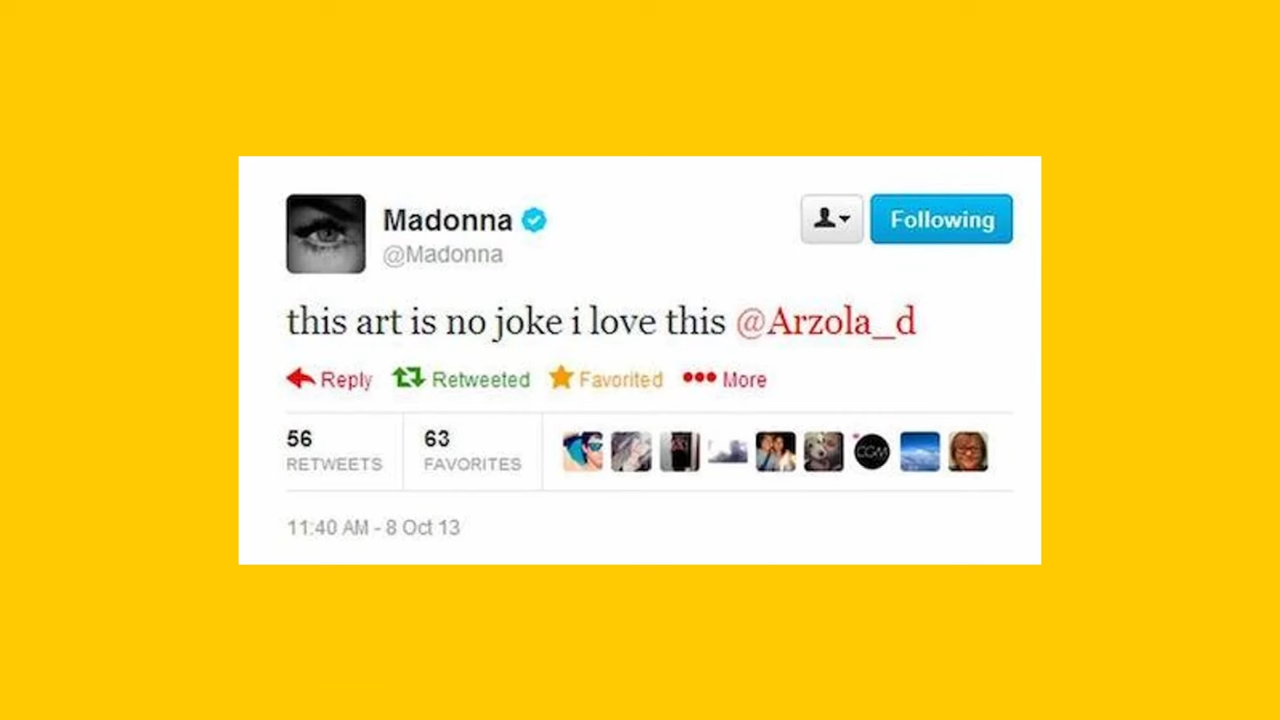 Madonna
@Madonna
Following
this art is no joke i love this @Arzola_d
Reply Retweeted Favorited More
56 63
RETWEETS FAVORITES
CGM
11:40 AM - 8 Oct 13